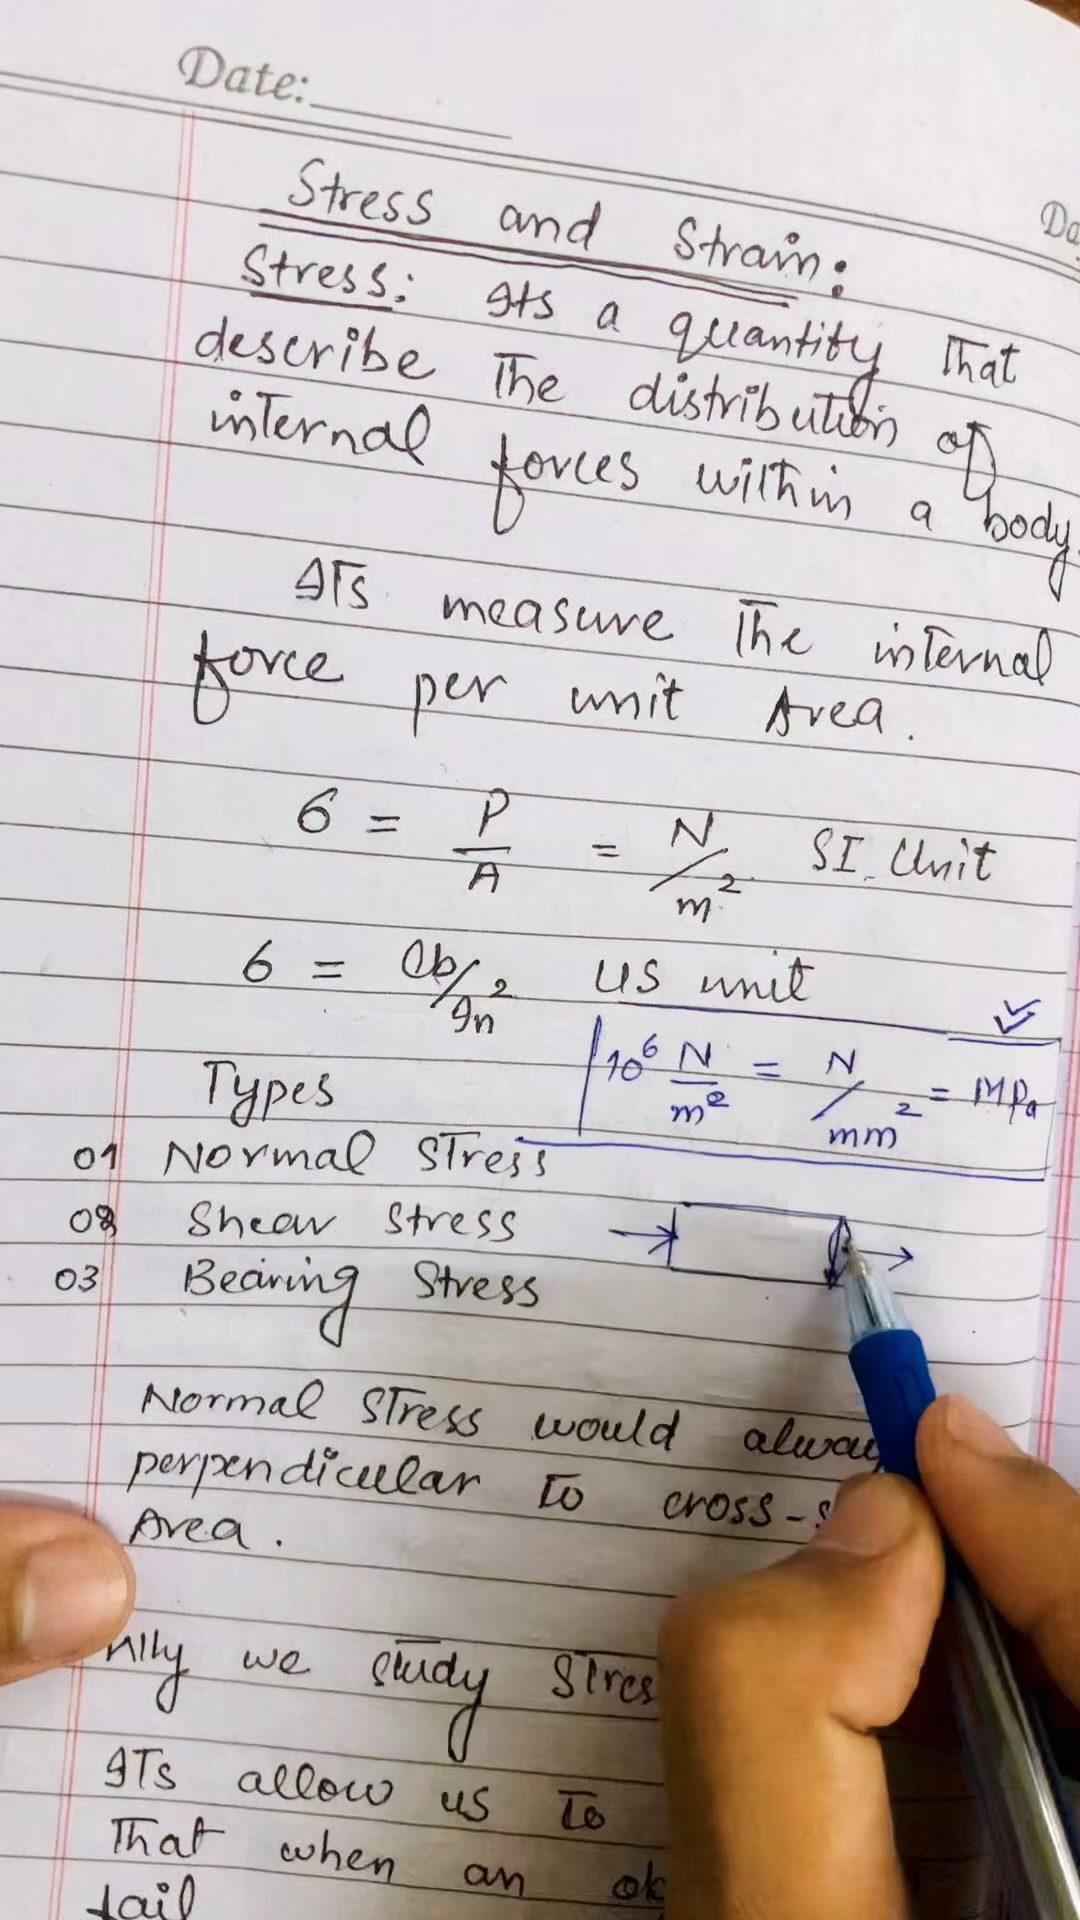 Date:
Da
Stress and Strain:
Stress: Its a quantity that
describe the distribution of
internal forces within a body.
Its measure the internal
force per unit Area.
6 = P/A = N/m² SI Unit
6 = lb/In² US unit
10⁶ N/m² = N/mm² = MPa
Types
01 Normal Stress
02 Shear Stress
03 Bearing Stress
Normal Stress would
perpendicular to cross-
Area.
we study
Its allow us to
That when an
fail